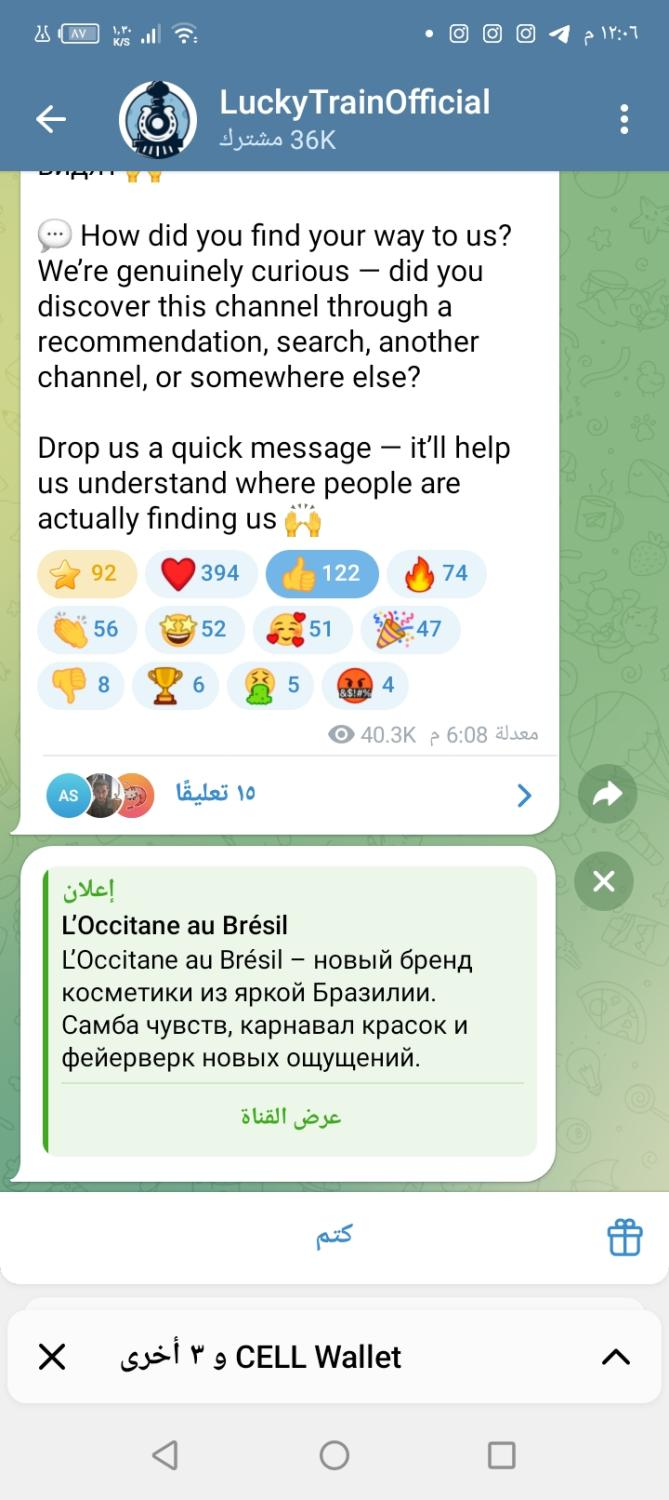 ٨٧
١,٣٠ K/S
١٢:٠٦ م
LuckyTrainOfficial
36K مشترك
видят 🙌
💬 How did you find your way to us?
We’re genuinely curious — did you
discover this channel through a
recommendation, search, another
channel, or somewhere else?
Drop us a quick message — it’ll help
us understand where people are
actually finding us 🙌
⭐ 92 ❤️ 394 👍 122 🔥 74
👏 56 🤩 52 🥰 51 🎉 47
👎 8 🏆 6 🤮 5 🤬 4
40.3K معدلة 6:08 م
AS ١٥ تعليقًا
إعلان
L’Occitane au Brésil
L’Occitane au Brésil – новый бренд
косметики из яркой Бразилии.
Самба чувств, карнавал красок и
фейерверк новых ощущений.
عرض القناة
كتم
CELL Wallet و ٣ أخرى